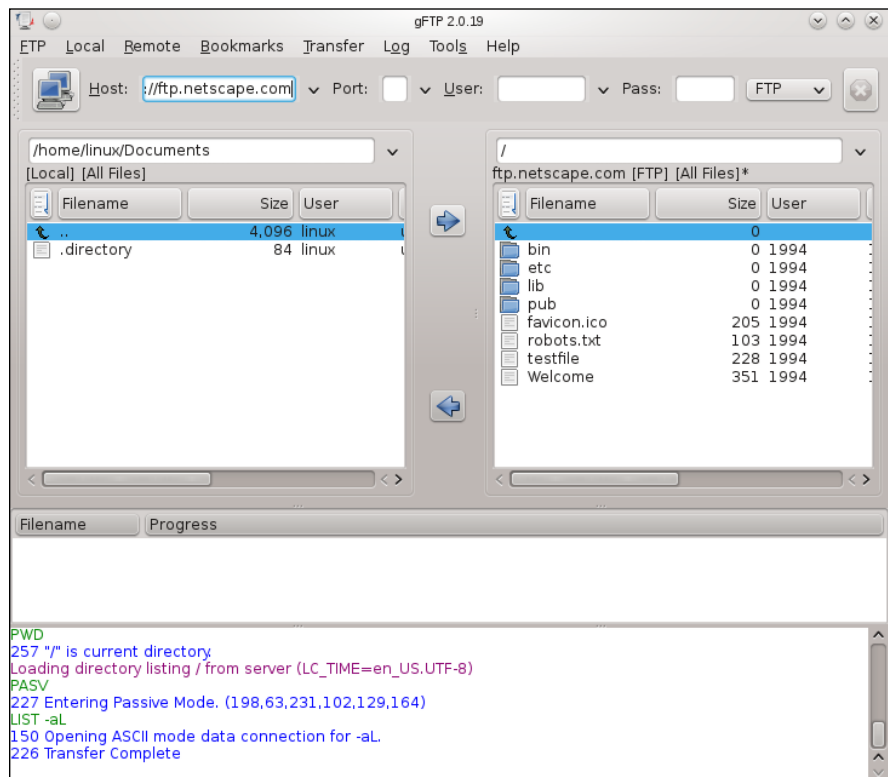 gFTP 2.0.19
FTP Local Remote Bookmarks Transfer Log Tools Help
Host: ://ftp.netscape.com Port: User: Pass: FTP
/home/linux/Documents
[Local] [All Files]
Filename Size User
.. 4,096 linux
.directory 84 linux
/
ftp.netscape.com [FTP] [All Files]*
Filename Size User
0
bin 0 1994
etc 0 1994
lib 0 1994
pub 0 1994
favicon.ico 205 1994
robots.txt 103 1994
testfile 228 1994
Welcome 351 1994
Filename Progress
PWD
257 "/" is current directory.
Loading directory listing / from server (LC_TIME=en_US.UTF-8)
PASV
227 Entering Passive Mode. (198,63,231,102,129,164)
LIST -aL
150 Opening ASCII mode data connection for -aL.
226 Transfer Complete